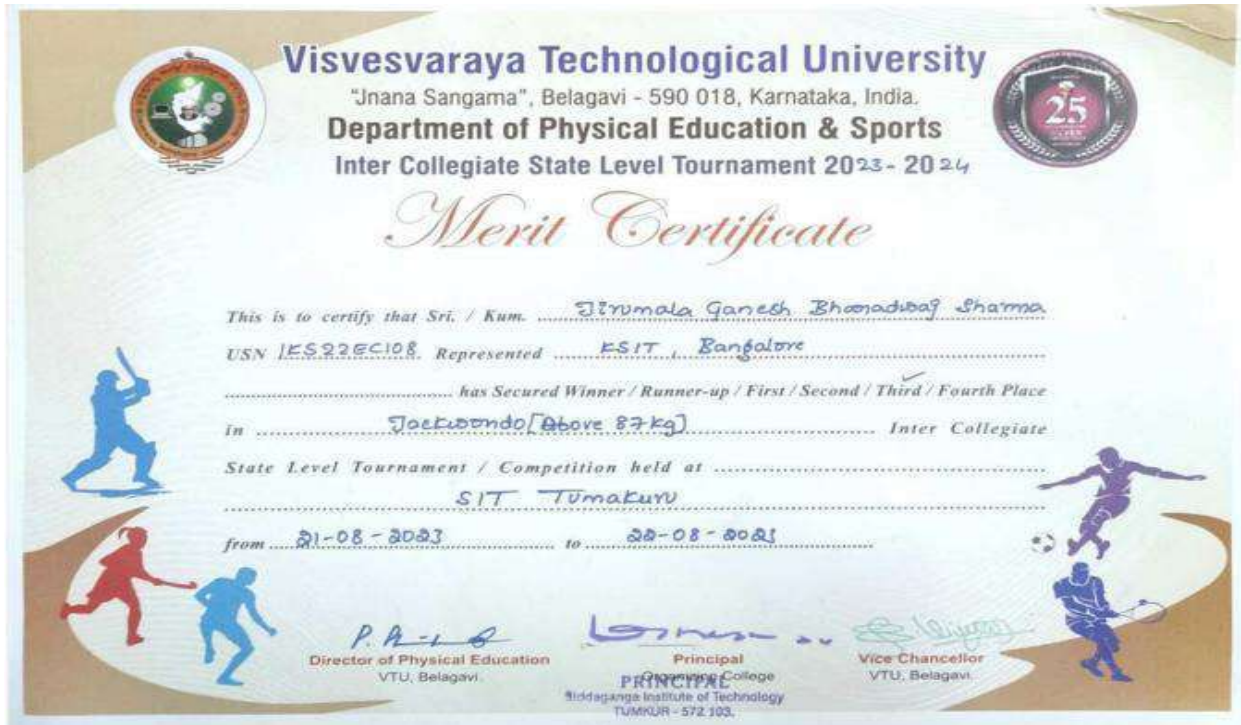 Visvesvaraya Technological University
"Jnana Sangama", Belagavi - 590 018, Karnataka, India.
Department of Physical Education & Sports
25
Inter Collegiate State Level Tournament 2023 - 2024
Merit Certificate
This is to certify that Sri. / Kum. Tirumala Ganesh Bharadwaj Sharma
USN 1KS22EC108 Represented KSIT, Bangalore
has Secured Winner / Runner-up / First / Second / Third / Fourth Place
in Taekwondo [Above 87kg] Inter Collegiate
State Level Tournament / Competition held at
SIT Tumakuru
from 21-08-2023 to 22-08-2023
Director of Physical Education
VTU, Belagavi.
Principal
Organising College
PRINCIPAL
Siddaganga Institute of Technology
TUMKUR - 572 103.
Vice Chancellor
VTU, Belagavi.